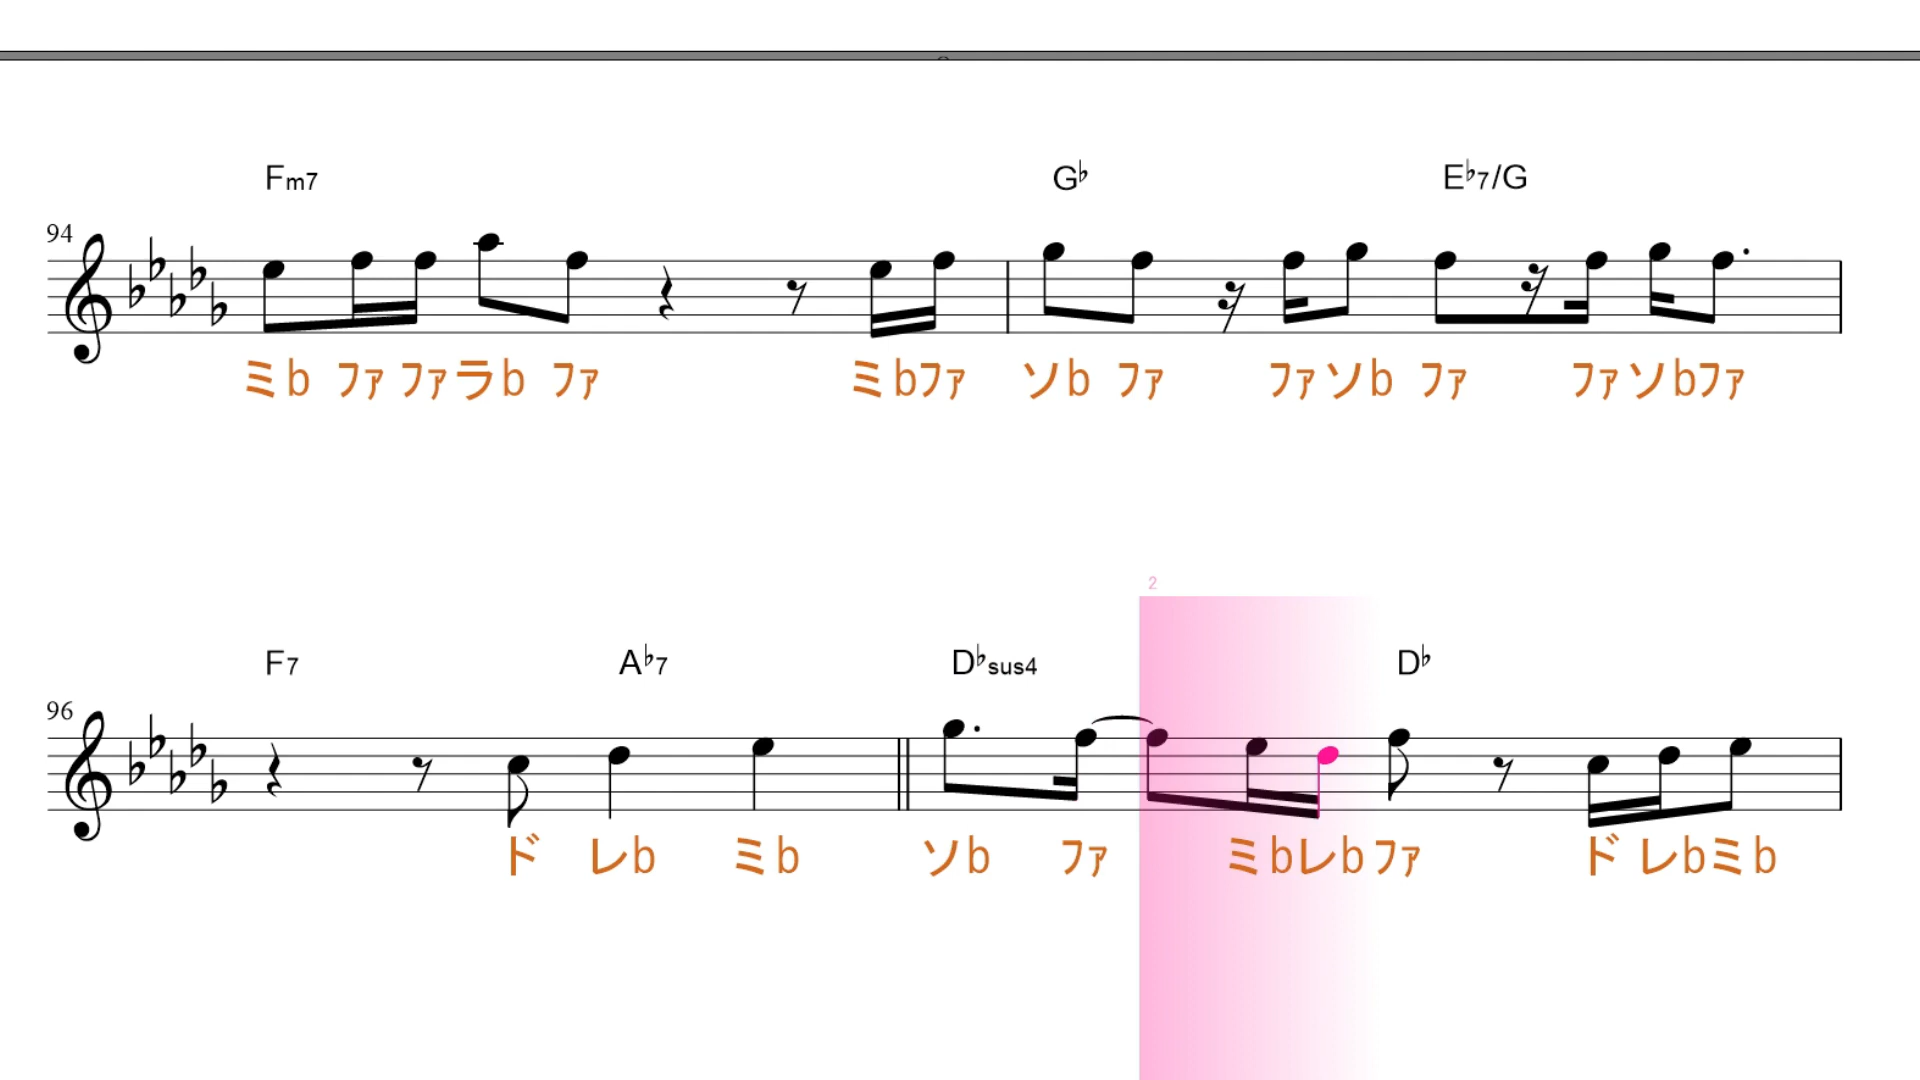 Fm7 G♭ E♭7/G
94
ミb ファ ファ ラb ファ ミb ファ ソb ファ ファ ソb ファ ファ ソb ファ
2
F7 A♭7 D♭sus4 D♭
96
ド レb ミb ソb ファ ミb レb ファ ド レb ミb